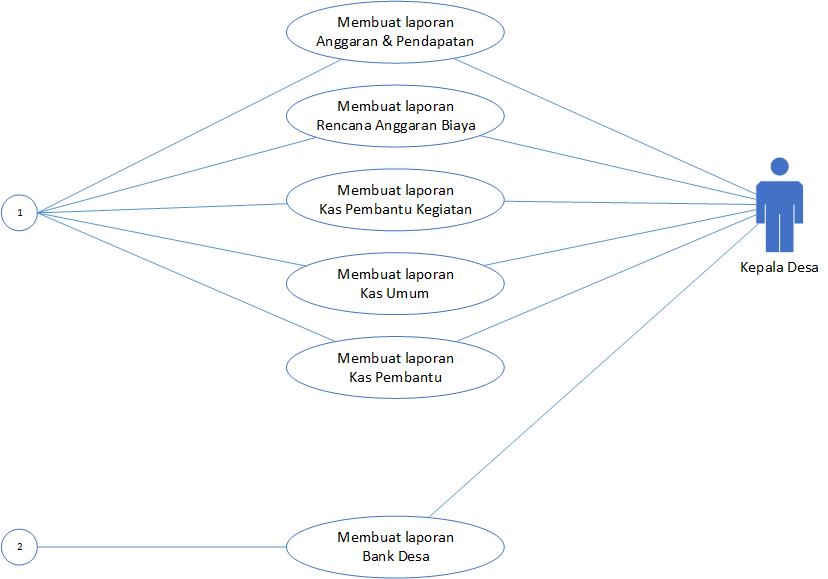 Membuat laporan
Anggaran & Pendapatan
Membuat laporan
Rencana Anggaran Biaya
Membuat laporan
Kas Pembantu Kegiatan
1
Membuat laporan
Kas Umum
Kepala Desa
Membuat laporan
Kas Pembantu
2
Membuat laporan
Bank Desa